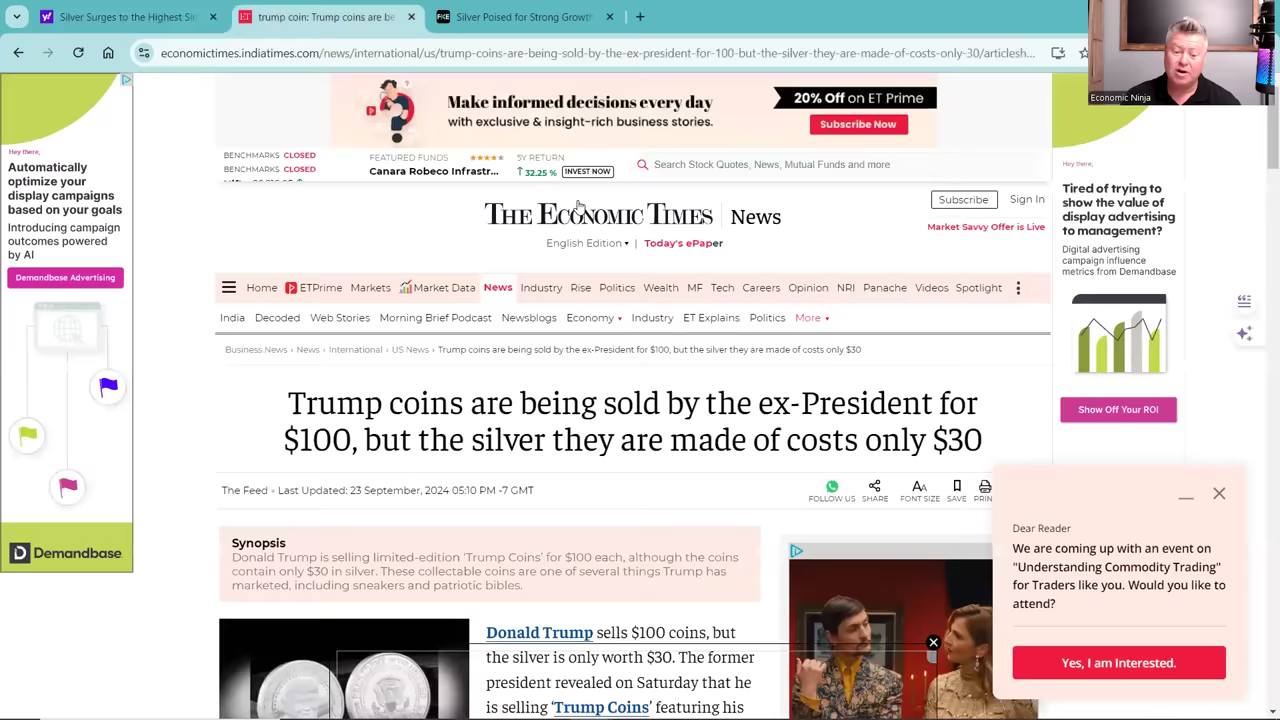 Silver Surges to the Highest Sin
ET trump coin: Trump coins are be
FKE Silver Poised for Strong Growth
economictimes.indiatimes.com/news/international/us/trump-coins-are-being-sold-by-the-ex-president-for-100-but-the-silver-they-are-made-of-costs-only-30/articlesh...
Economic Ninja
Make informed decisions every day
with exclusive & insight-rich business stories.
20% Off on ET Prime
Subscribe Now
Hey there,
Automatically
optimize your
display campaigns
based on your goals
Introducing campaign
outcomes powered
by AI
Demandbase Advertising
Demandbase
BENCHMARKS CLOSED
BENCHMARKS CLOSED
FEATURED FUNDS
Canara Robeco Infrastr...
5Y RETURN
32.25 % INVEST NOW
Search Stock Quotes, News, Mutual Funds and more
THE ECONOMIC TIMES News
English Edition | Today's ePaper
Subscribe Sign In
Market Savvy Offer is Live
Home ETPrime Markets Market Data News Industry Rise Politics Wealth MF Tech Careers Opinion NRI Panache Videos Spotlight
India Decoded Web Stories Morning Brief Podcast Newsblogs Economy Industry ET Explains Politics More
Business News › News › International › US News › Trump coins are being sold by the ex-President for $100, but the silver they are made of costs only $30
Trump coins are being sold by the ex-President for
$100, but the silver they are made of costs only $30
The Feed Last Updated: 23 September, 2024 05:10 PM -7 GMT
FOLLOW US SHARE FONT SIZE SAVE PRIN
Synopsis
Donald Trump is selling limited-edition 'Trump Coins' for $100 each, although the coins
contain only $30 in silver. These collectable coins are one of several things Trump has
marketed, including sneakers and patriotic bibles.
Donald Trump sells $100 coins, but
the silver is only worth $30. The former
president revealed on Saturday that he
is selling 'Trump Coins' featuring his
Hey there,
Tired of trying to
show the value of
display advertising
to management?
Digital advertising
campaign influence
metrics from Demandbase
Show Off Your ROI
Dear Reader
We are coming up with an event on
"Understanding Commodity Trading"
for Traders like you. Would you like to
attend?
Yes, I am Interested.